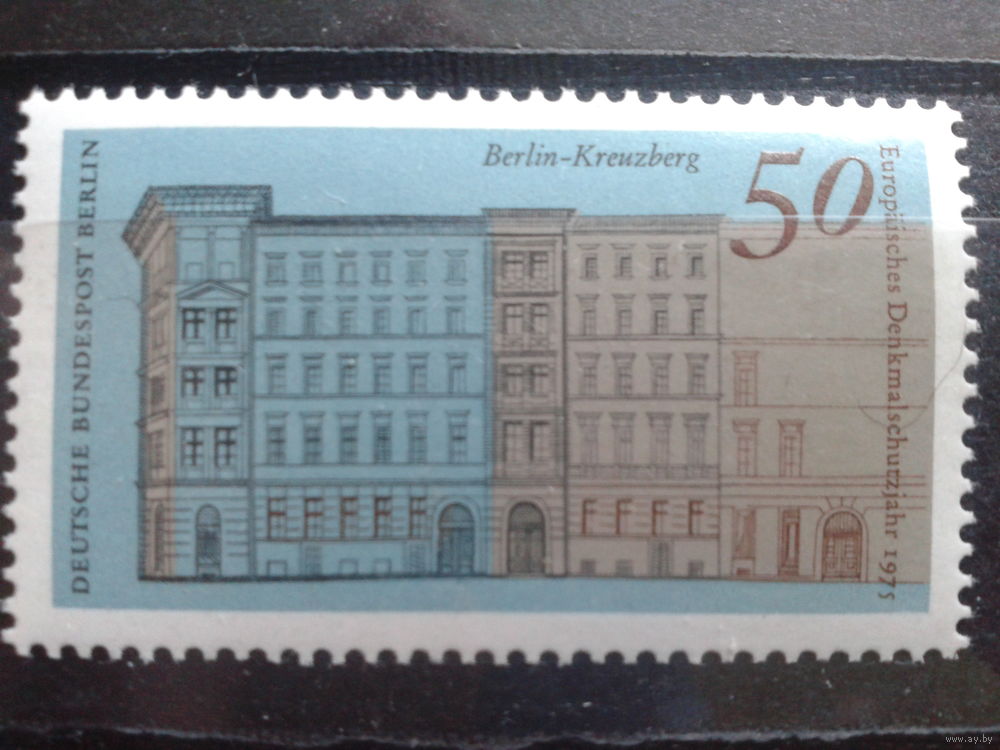 DEUTSCHE BUNDESPOST BERLIN
Berlin-Kreuzberg
50
Europäisches Denkmalschutzjahr 1975
www.ay.by